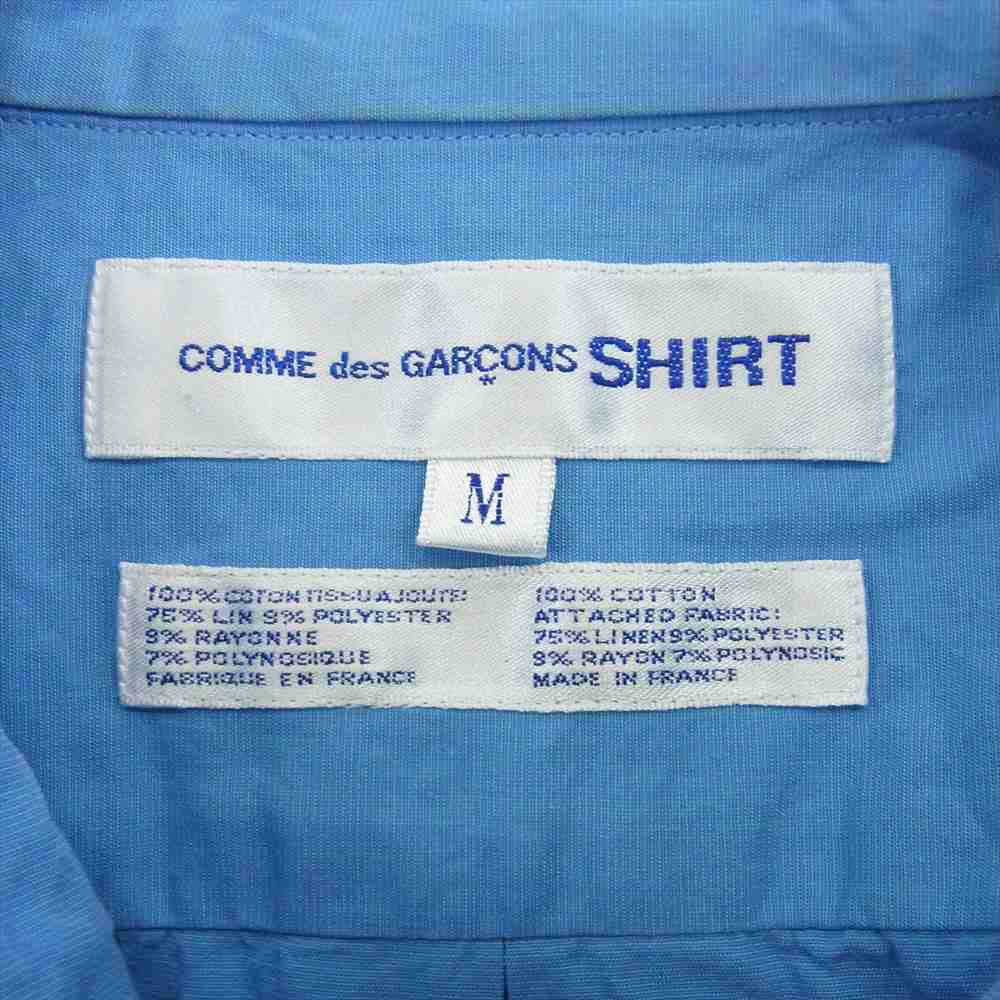 COMME des GARÇONS SHIRT
M
100% COTON TISSU AJOUTE:
75% LIN 9% POLYESTER
9% RAYONNE
7% POLYNOSIQUE
FABRIQUE EN FRANCE
100% COTTON
ATTACHED FABRIC:
75% LINEN 9% POLYESTER
9% RAYON 7% POLYNOSIC
MADE IN FRANCE